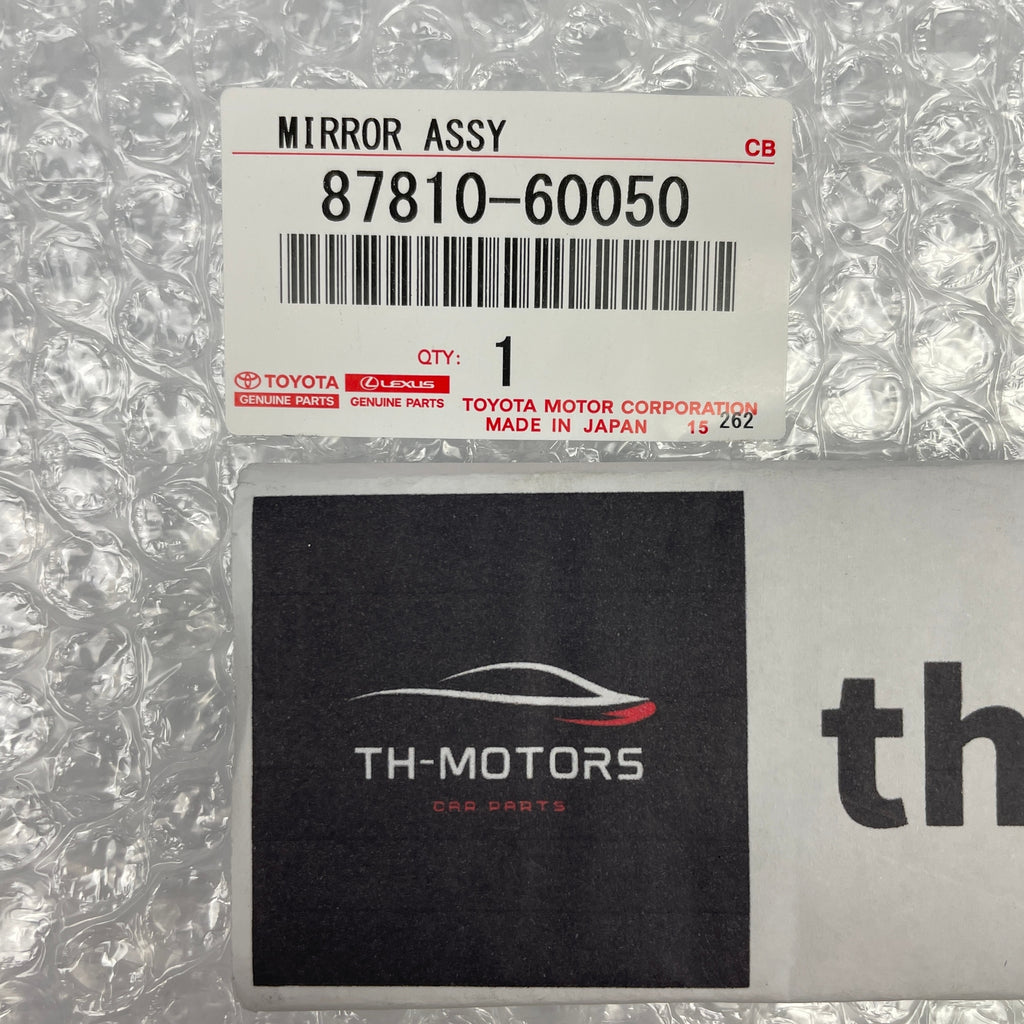 MIRROR ASSY
CB
87810-60050
QTY: 1
TOYOTA LEXUS
GENUINE PARTS GENUINE PARTS
TOYOTA MOTOR CORPORATION
MADE IN JAPAN 15 262
TH-MOTORS
CAR PARTS
th